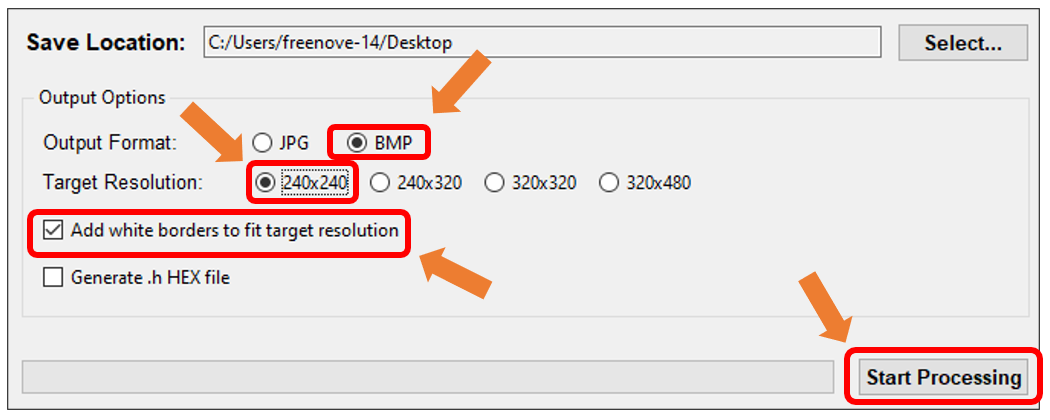 Save Location: C:/Users/freenove-14/Desktop Select...
Output Options
Output Format: JPG BMP
Target Resolution: 240x240 240x320 320x320 320x480
Add white borders to fit target resolution
Generate .h HEX file
Start Processing